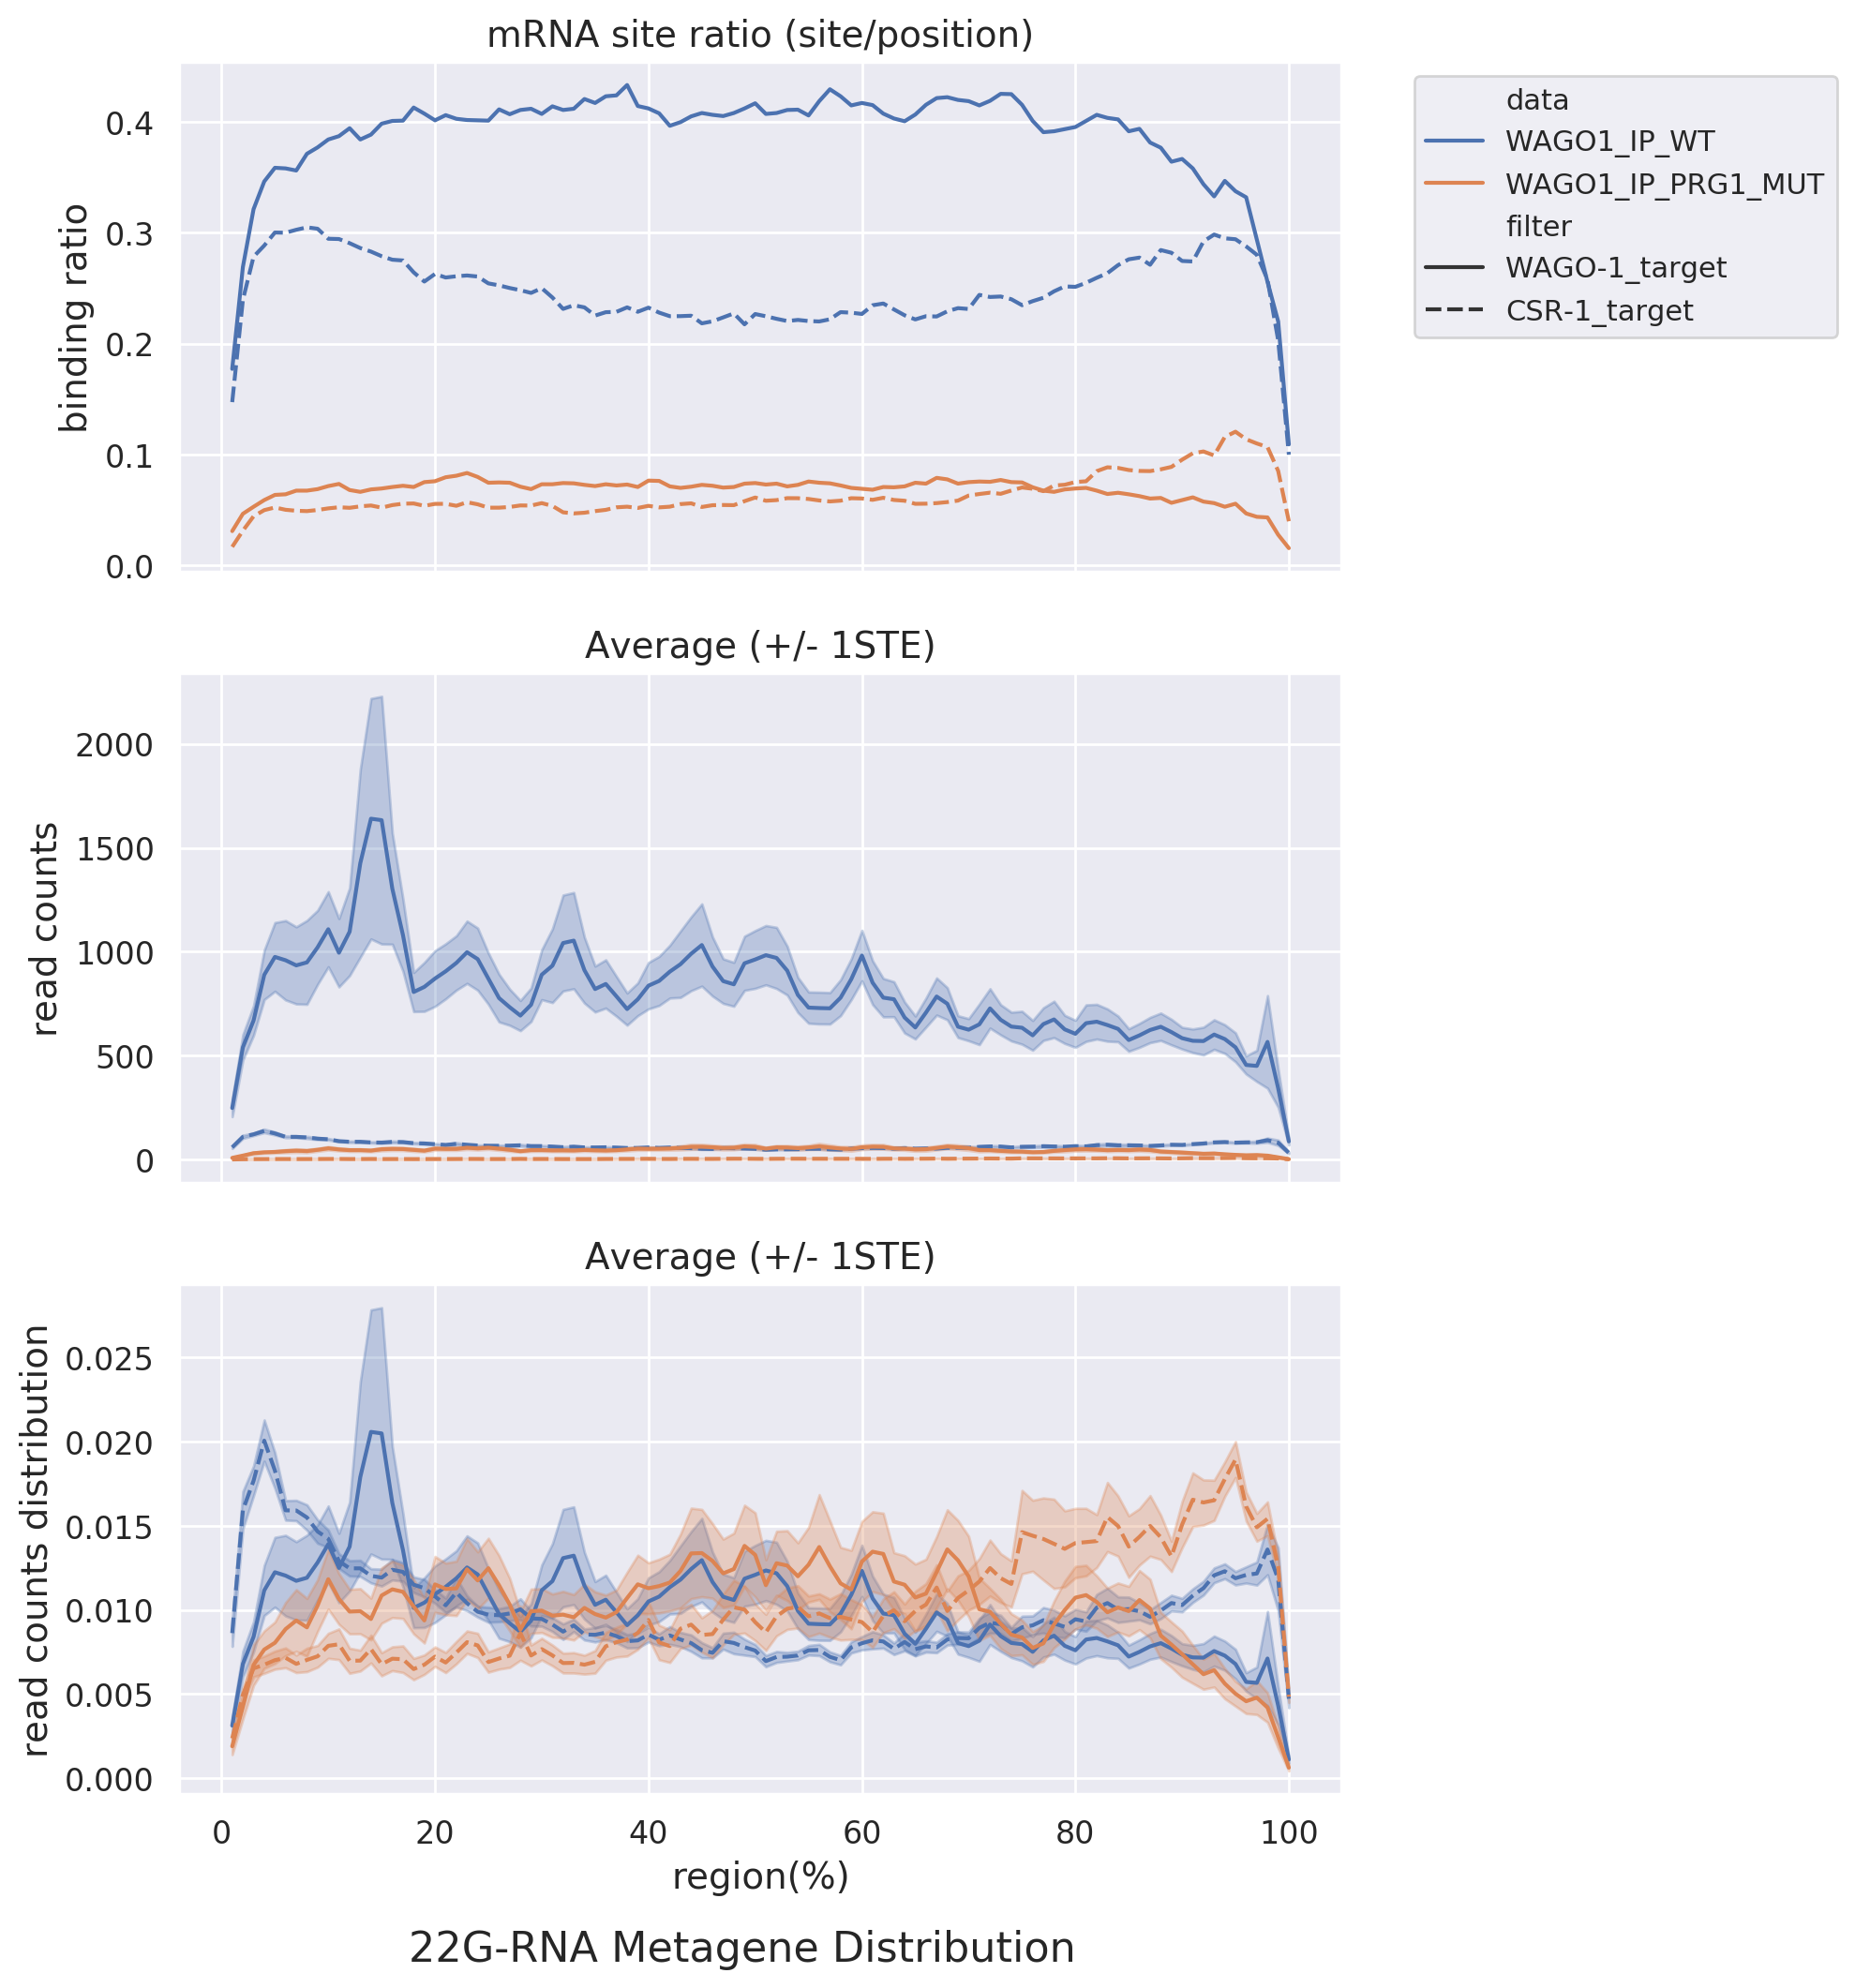 mRNA site ratio (site/position)
binding ratio
0.4
0.3
0.2
0.1
0.0
data
WAGO1_IP_WT
WAGO1_IP_PRG1_MUT
filter
WAGO-1_target
CSR-1_target
Average (+/- 1STE)
read counts
2000
1500
1000
500
0
Average (+/- 1STE)
read counts distribution
0.025
0.020
0.015
0.010
0.005
0.000
0 20 40 60 80 100
region(%)
22G-RNA Metagene Distribution